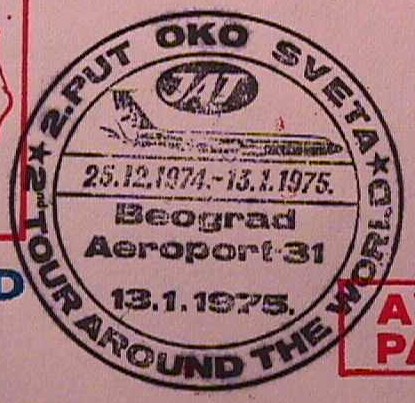 2. PUT OKO SVETA
JAT
25.12.1974.-13.1.1975.
Beograd
Aeroport-31
13.1.1975.
2nd TOUR AROUND THE WORLD
D
A
PA